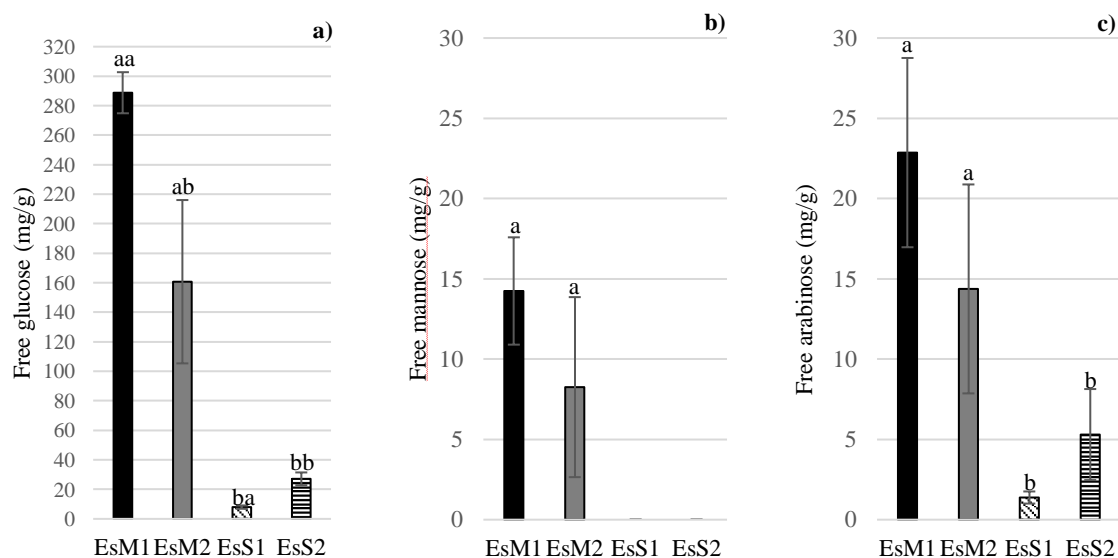 a)
Free glucose (mg/g)
320
300
280
260
240
220
200
180
160
140
120
100
80
60
40
20
0
aa
ab
ba
bb
EsM1 EsM2 EsS1 EsS2
b)
Free mannose (mg/g)
30
25
20
15
10
5
0
a
a
EsM1 EsM2 EsS1 EsS2
c)
Free arabinose (mg/g)
30
25
20
15
10
5
0
a
a
b
b
EsM1 EsM2 EsS1 EsS2